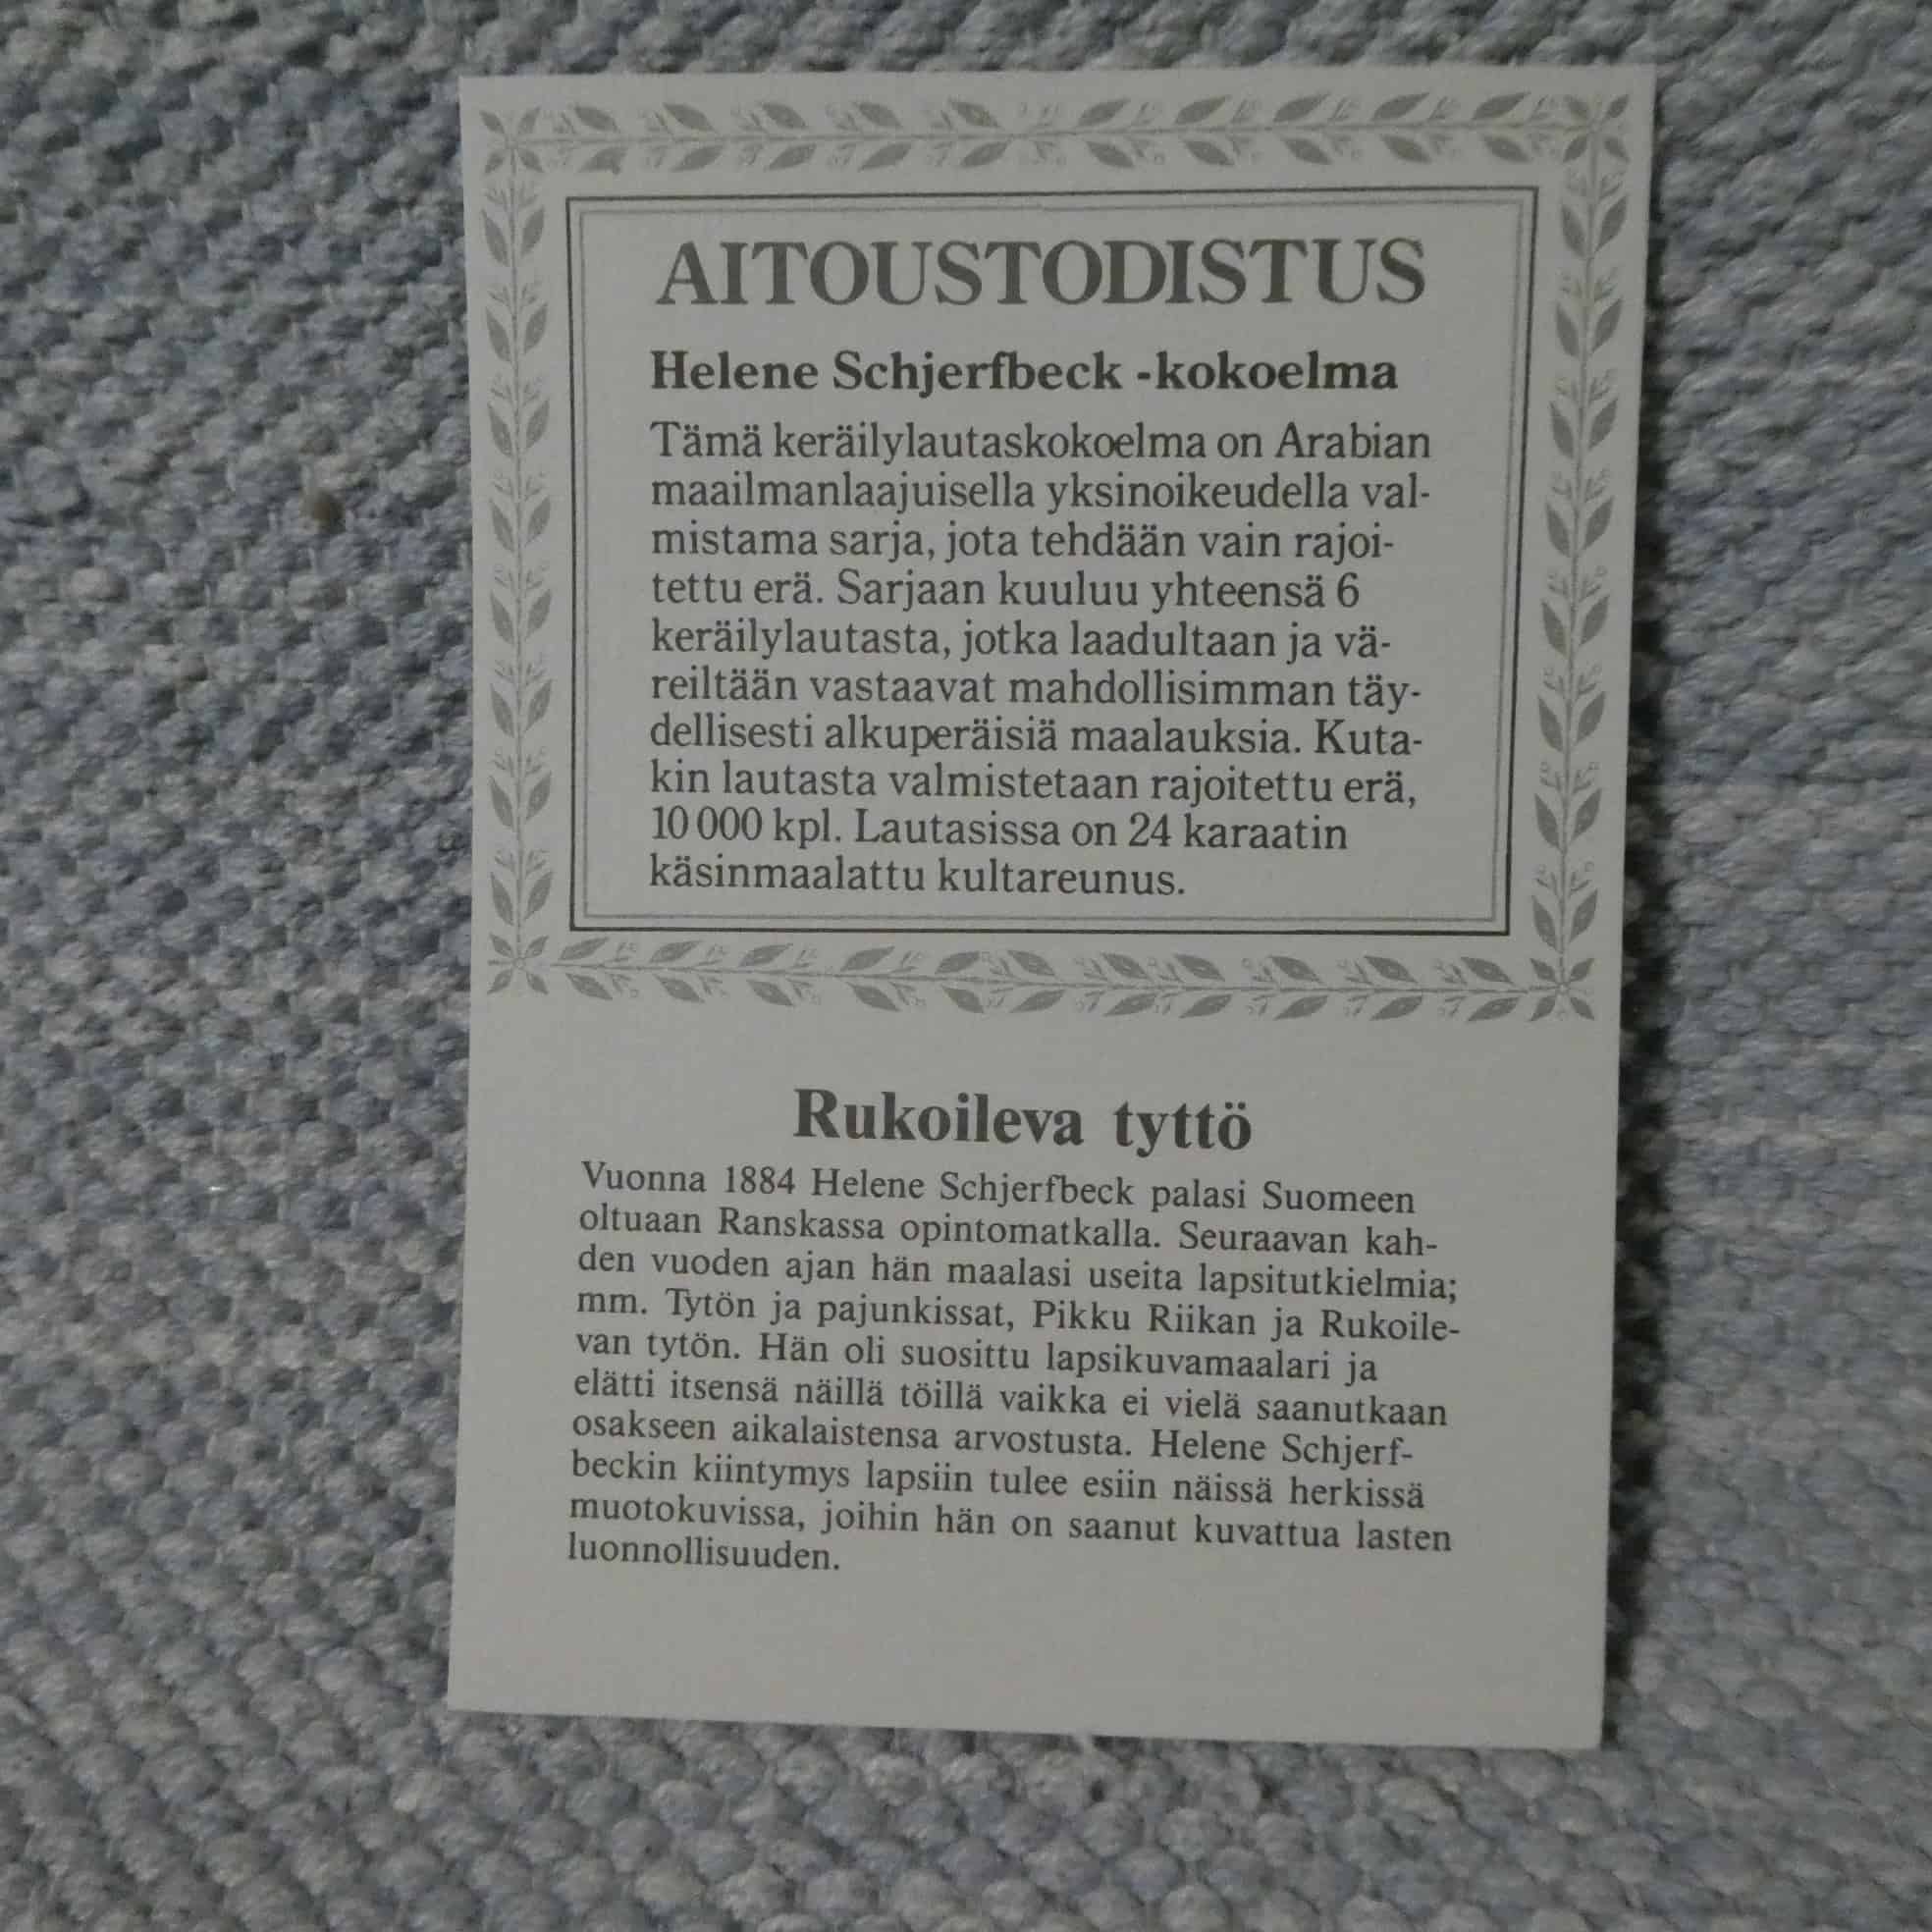 AITOUSTODISTUS
Helene Schjerfbeck -kokoelma
Tämä keräilylautaskokoelma on Arabian
maailmanlaajuisella yksinoikeudella val-
mistama sarja, jota tehdään vain rajoi-
tettu erä. Sarjaan kuuluu yhteensä 6
keräilylautasta, jotka laadultaan ja vä-
reiltään vastaavat mahdollisimman täy-
dellisesti alkuperäisiä maalauksia. Kuta-
kin lautasta valmistetaan rajoitettu erä,
10 000 kpl. Lautasissa on 24 karaatin
käsinmaalattu kultareunus.
Rukoileva tyttö
Vuonna 1884 Helene Schjerfbeck palasi Suomeen
oltuaan Ranskassa opintomatkalla. Seuraavan kah-
den vuoden ajan hän maalasi useita lapsitutkielmia;
mm. Tytön ja pajunkissat, Pikku Riikan ja Rukoile-
van tytön. Hän oli suosittu lapsikuvamaalari ja
elätti itsensä näillä töillä vaikka ei vielä saanutkaan
osakseen aikalaistensa arvostusta. Helene Schjerf-
beckin kiintymys lapsiin tulee esiin näissä herkissä
muotokuvissa, joihin hän on saanut kuvattua lasten
luonnollisuuden.